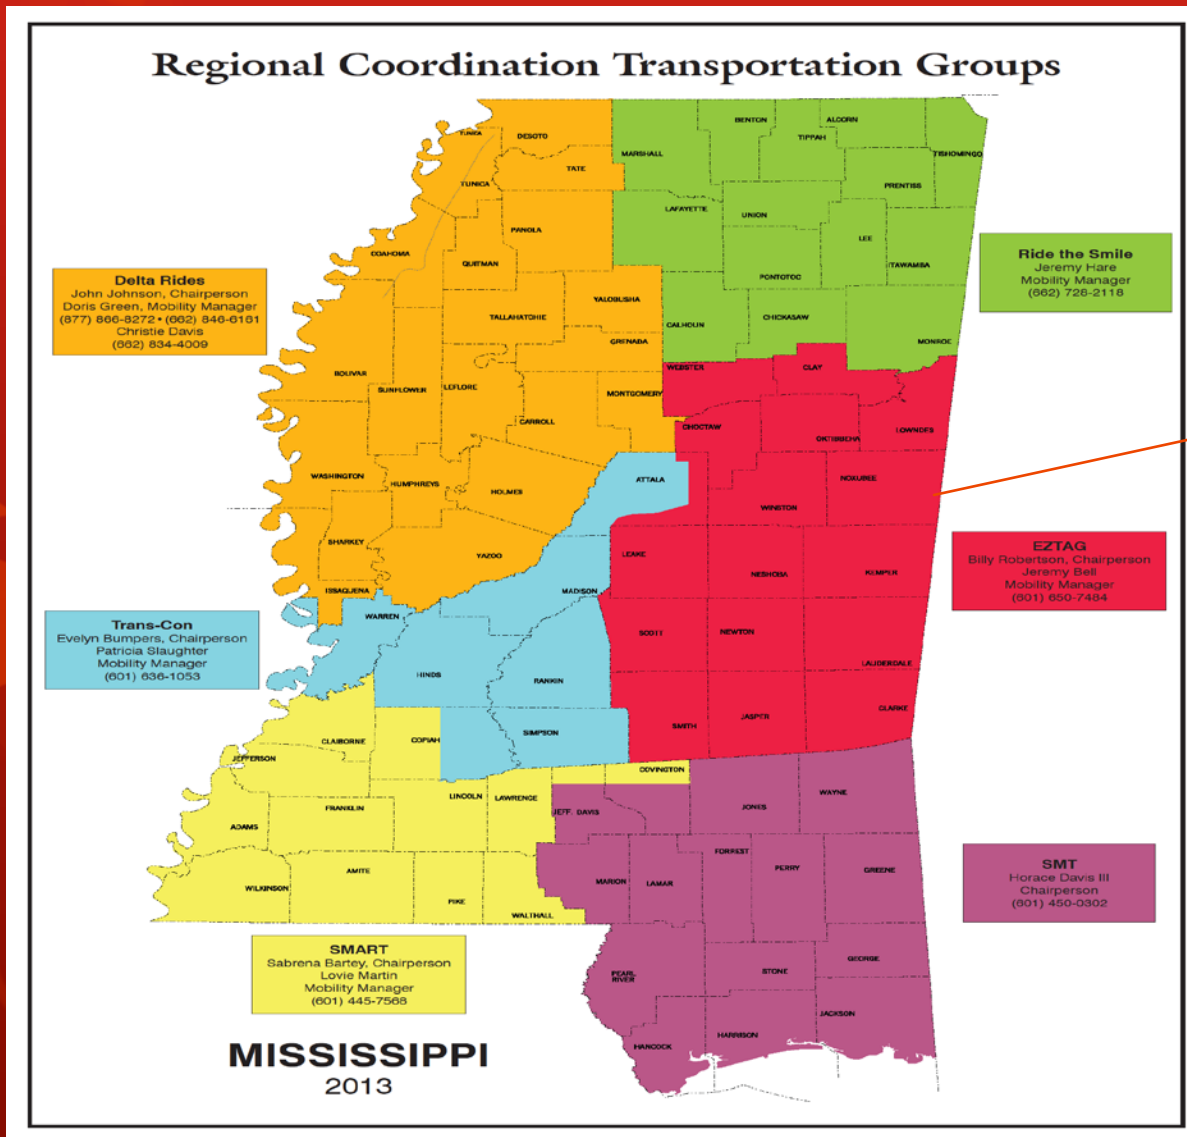 Regional Coordination Transportation Groups
TUNICA
DESOTO
BENTON
ALCORN
TIPPAH
MARSHALL
TISHOMINGO
TATE
TUNICA
PRENTISS
LAFAYETTE
UNION
PANOLA
LEE
COAHOMA
QUITMAN
ITAWAMBA
PONTOTOC
YALOBUSHA
TALLAHATCHIE
CHICKASAW
CALHOUN
GRENADA
MONROE
WEBSTER
CLAY
BOLIVAR
SUNFLOWER
LEFLORE
MONTGOMERY
CARROLL
CHOCTAW
LOWNDES
OKTIBBEHA
WASHINGTON
HUMPHREYS
HOLMES
ATTALA
NOXUBEE
WINSTON
SHARKEY
YAZOO
LEAKE
NESHOBA
KEMPER
ISSAQUENA
MADISON
WARREN
SCOTT
NEWTON
LAUDERDALE
HINDS
RANKIN
CLARKE
SMITH
JASPER
SIMPSON
CLAIBORNE
COPIAH
JEFFERSON
COVINGTON
LINCOLN
LAWRENCE
WAYNE
FRANKLIN
JEFF. DAVIS
JONES
ADAMS
FORREST
PERRY
GREENE
AMITE
WILKINSON
MARION
LAMAR
PIKE
WALTHALL
PEARL
RIVER
STONE
GEORGE
JACKSON
HANCOCK
HARRISON
Delta Rides
John Johnson, Chairperson
Doris Green, Mobility Manager
(877) 866-8272 • (662) 846-6161
Christie Davis
(662) 834-4009
Ride the Smile
Jeremy Hare
Mobility Manager
(662) 728-2118
EZTAG
Billy Robertson, Chairperson
Jeremy Bell
Mobility Manager
(601) 650-7484
Trans-Con
Evelyn Bumpers, Chairperson
Patricia Slaughter
Mobility Manager
(601) 636-1053
SMT
Horace Davis III
Chairperson
(601) 450-0302
SMART
Sabrena Bartey, Chairperson
Lovie Martin
Mobility Manager
(601) 445-7568
MISSISSIPPI
2013